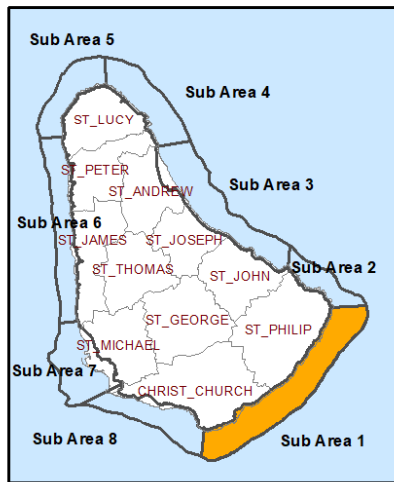 Sub Area 5
Sub Area 4
ST_LUCY
ST_PETER
Sub Area 3
ST_ANDREW
Sub Area 6
ST_JAMES
ST_JOSEPH
ST_THOMAS
ST_JOHN
Sub Area 2
ST_GEORGE
ST_PHILIP
ST_MICHAEL
Sub Area 7
CHRIST_CHURCH
Sub Area 8
Sub Area 1